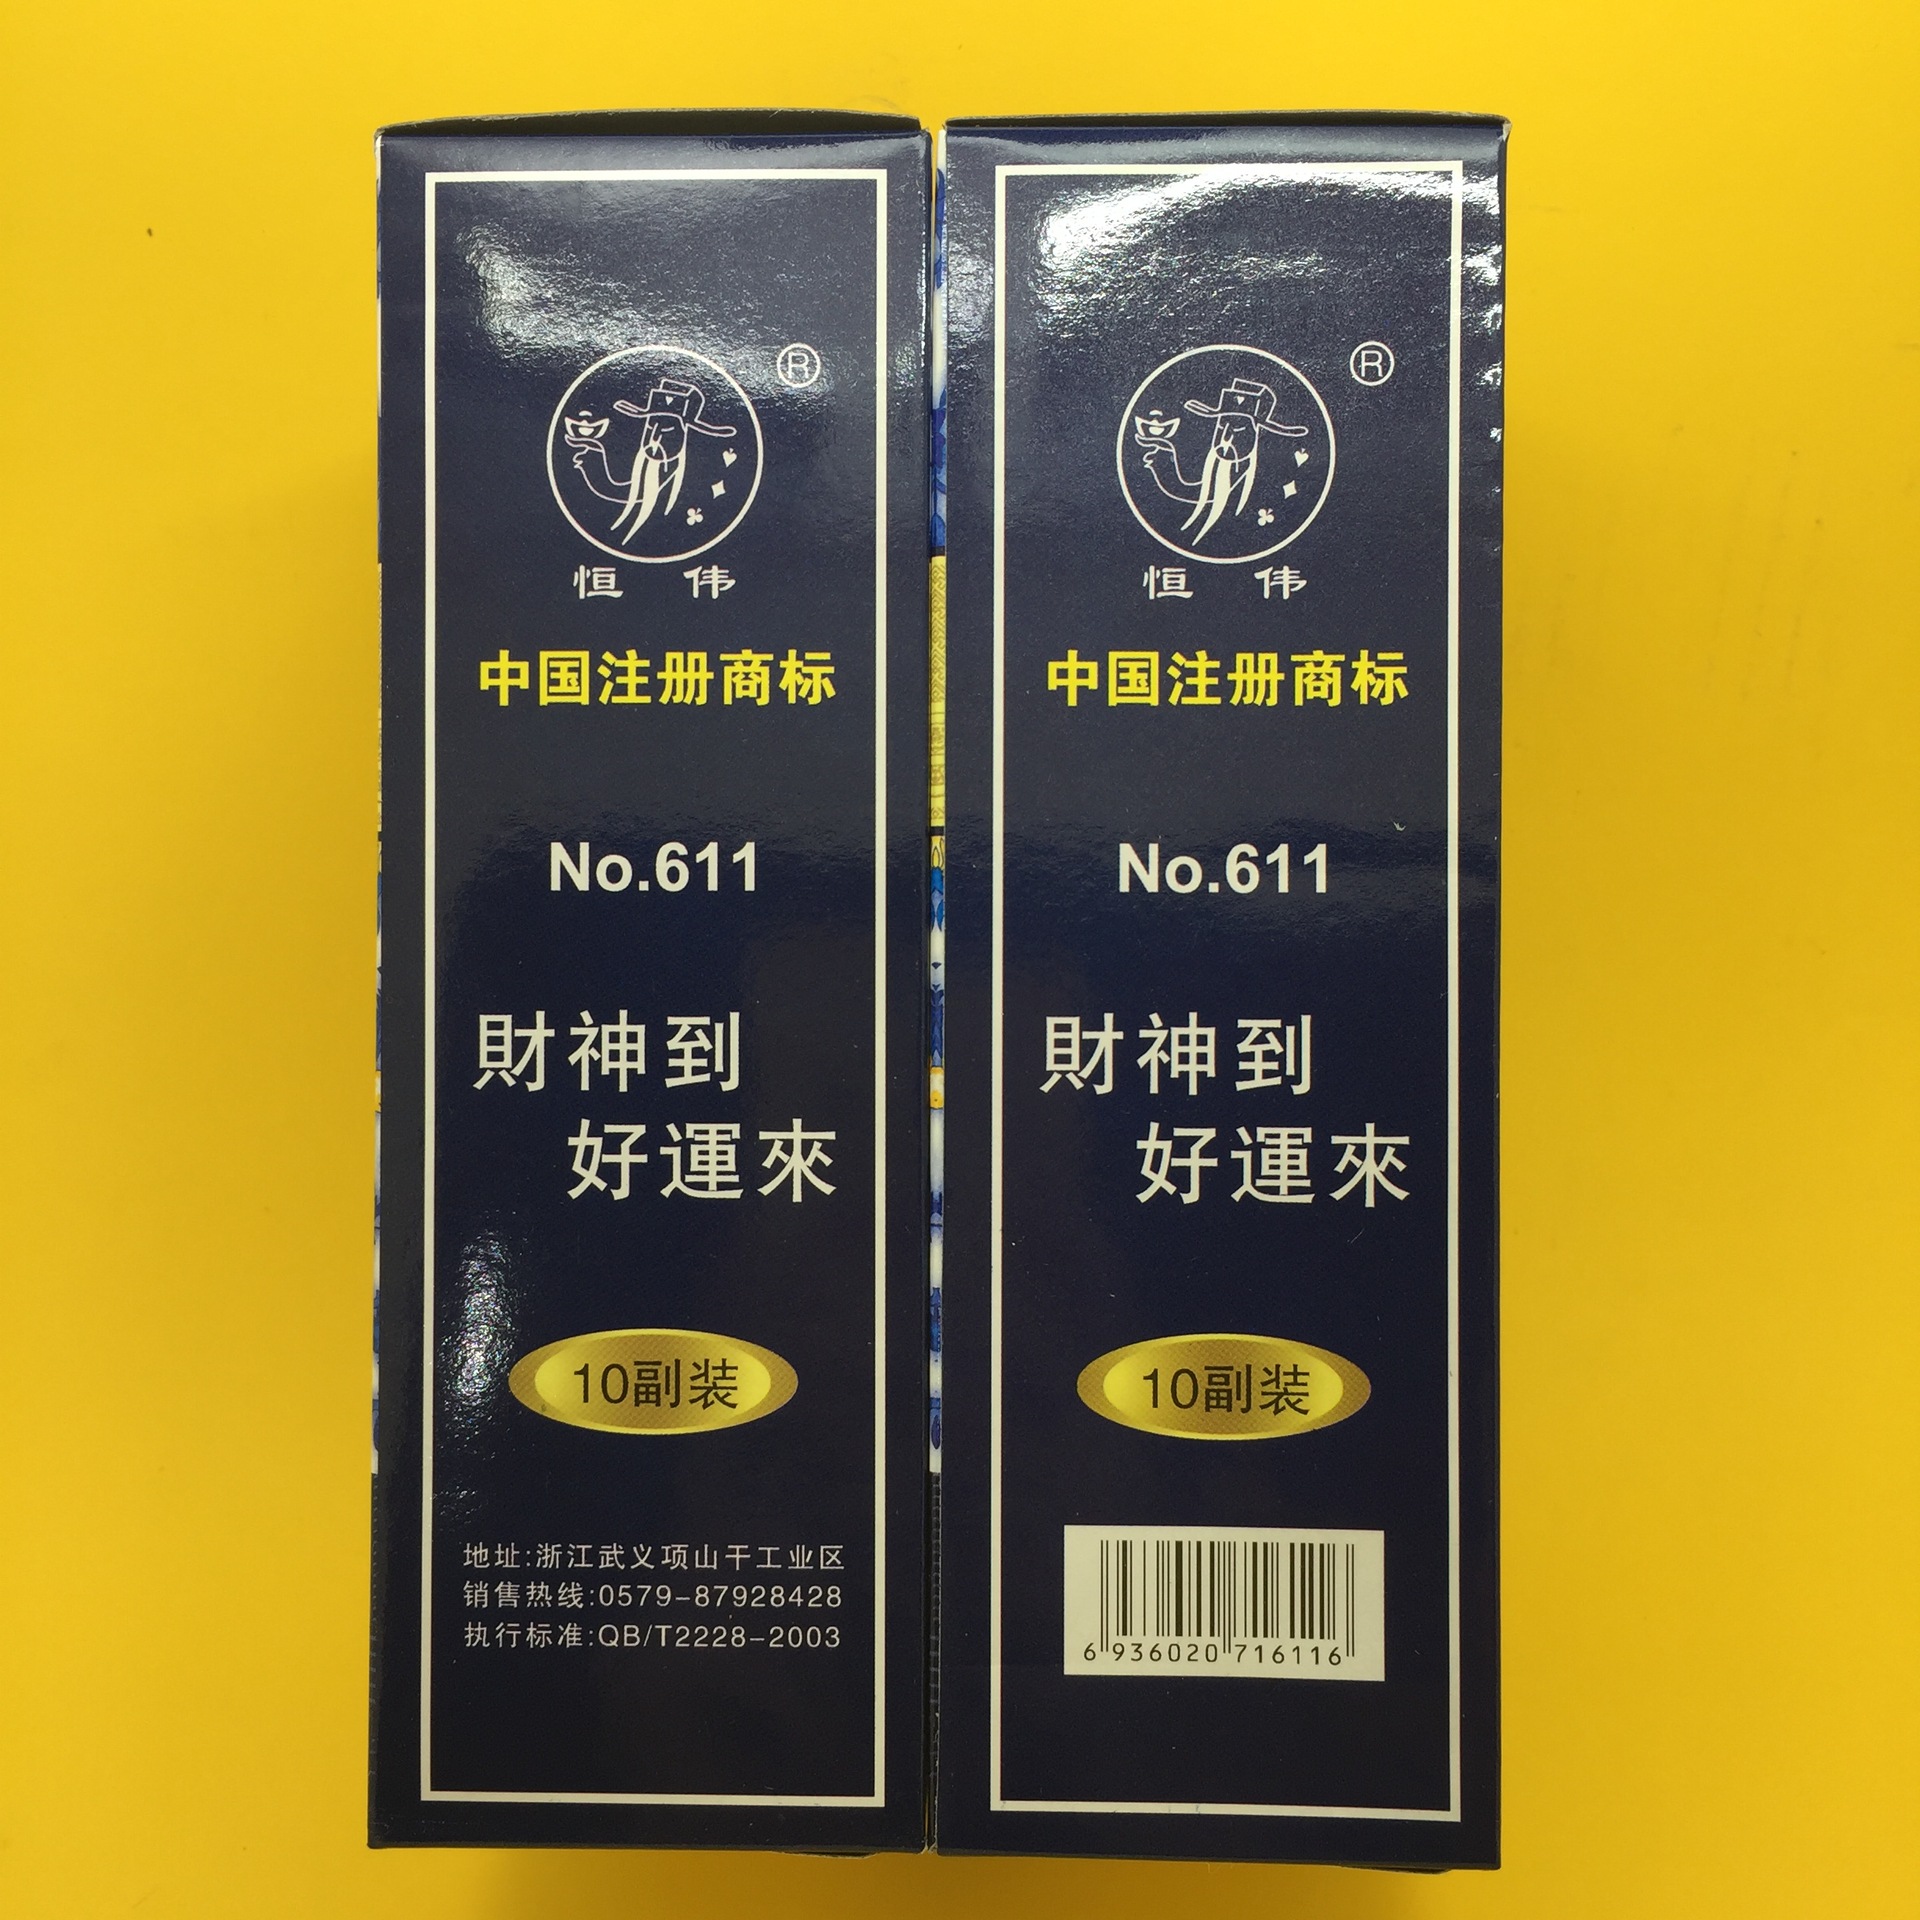 ®
恒伟
中国注册商标
No.611
財神到
好運來
10副装
地址:浙江武义项山干工业区
销售热线:0579-87928428
执行标准:QB/T2228-2003
®
恒伟
中国注册商标
No.611
財神到
好運來
10副装
6936020716116